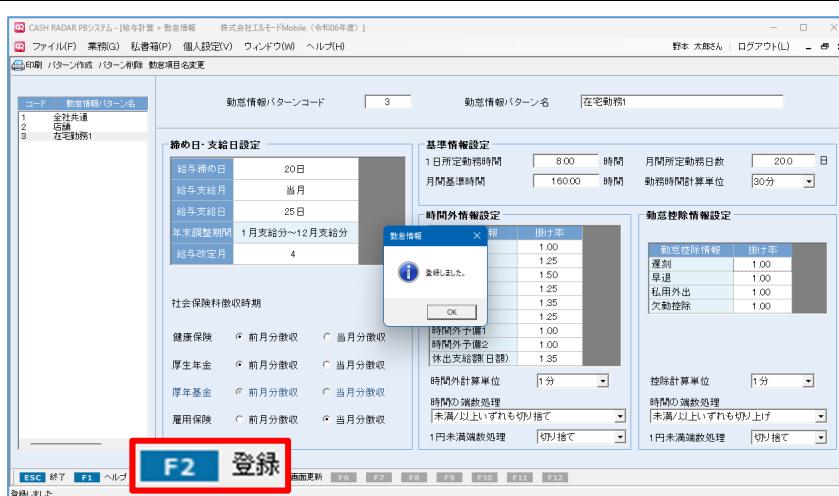 CASH RADAR PBシステム - [給与計算 > 勤怠情報 株式会社エルモードMobile (令和06年度) ]
ファイル(F) 業務(G) 私書箱(P) 個人設定(V) ウィンドウ(W) ヘルプ(H) 野本 太郎さん ログアウト(L)
印刷 パターン作成 パターン削除 勤怠項目名変更
コード 勤怠情報パターン名
1 全社共通
2 店舗
3 在宅勤務1
勤怠情報パターンコード 3 勤怠情報パターン名 在宅勤務1
締め日・支給日設定
給与締め日 20日
給与支給月 当月
給与支給日 25日
年末調整期間 1月支給分～12月支給分
給与改定月 4
社会保険料徴収時期
健康保険 前月分徴収 当月分徴収
厚生年金 前月分徴収 当月分徴収
厚年基金 前月分徴収 当月分徴収
雇用保険 前月分徴収 当月分徴収
基準情報設定
1日所定勤務時間 8:00 時間 月間所定勤務日数 20.0 日
月間基準時間 160:00 時間 勤務時間計算単位 30分
時間外情報設定
報 掛け率
1.00
1.25
1.50
1.25
1.35
1.25
時間外予備1 1.00
時間外予備2 1.00
休出支給額(日額) 1.35
時間外計算単位 1分
時間の端数処理
未満/以上いずれも切り捨て
1円未満端数処理 切り捨て
勤怠控除情報設定
勤怠控除情報 掛け率
遅刻 1.00
早退 1.00
私用外出 1.00
欠勤控除 1.00
控除計算単位 1分
時間の端数処理
未満/以上いずれも切り上げ
1円未満端数処理 切り捨て
勤怠情報
登録しました。
OK
ESC 終了 F1 ヘルプ F2 登録 画面更新 F6 F7 F8 F9 F10 F11 F12
登録しました